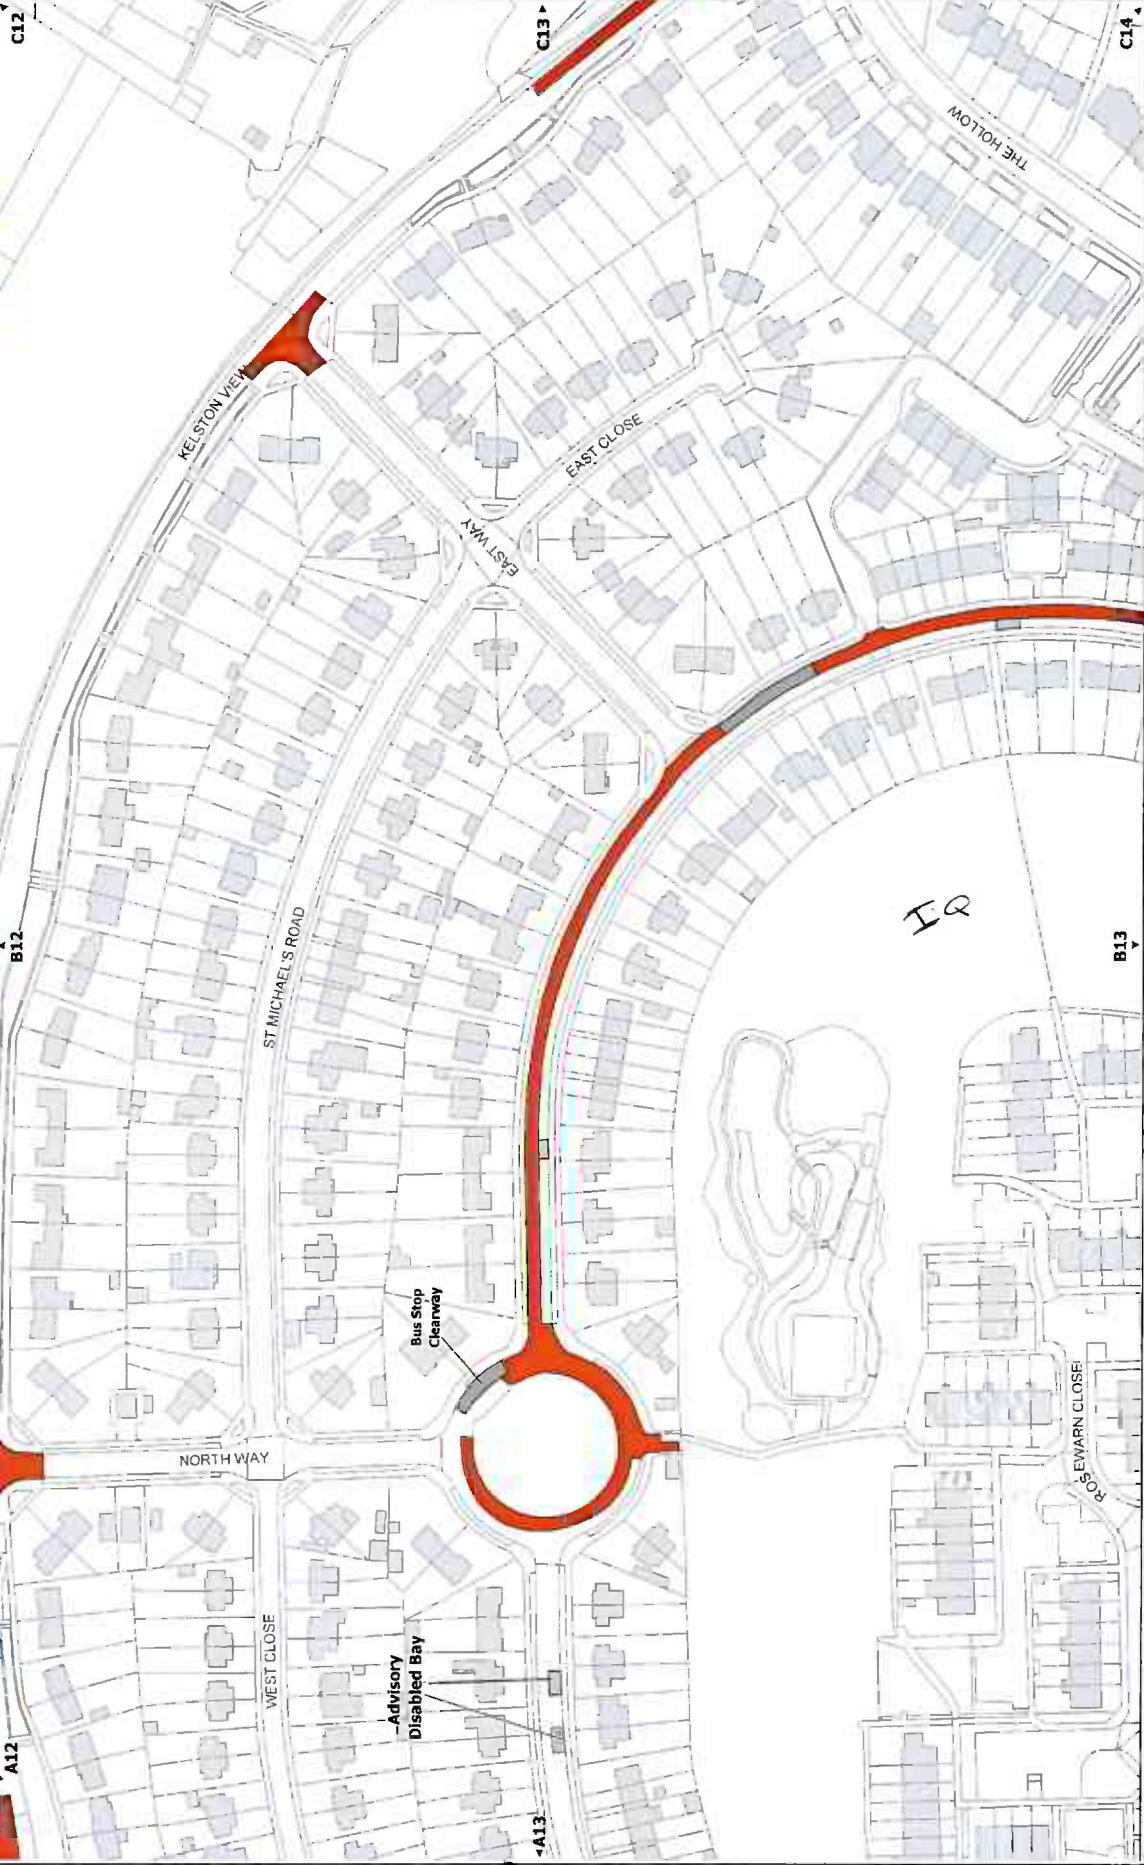 C12
C13
C14
THE HOLLOW
KELSTON VIEW
EAST CLOSE
EAST WAY
B12
ST MICHAEL'S ROAD
I.Q
B13
Bus Stop
Clearway
NORTH WAY
ROSEWARN CLOSE
WEST CLOSE
Advisory
Disabled Bay
A12
A13